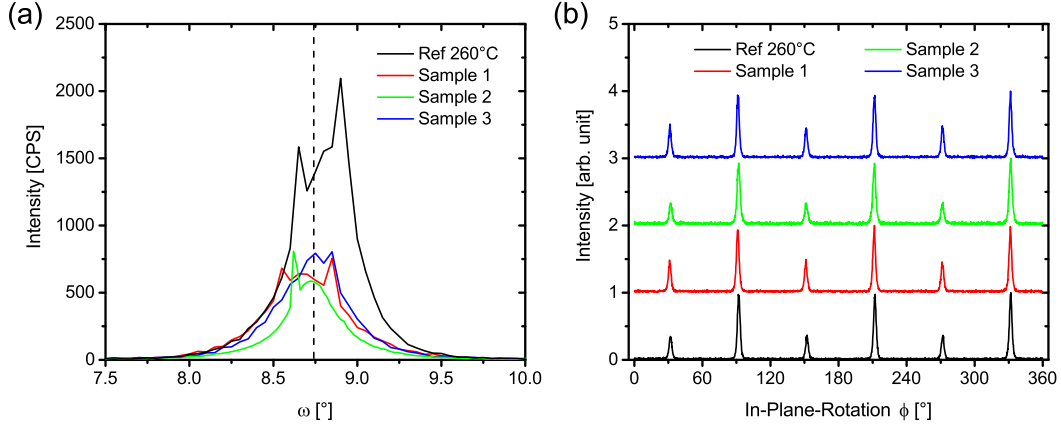 (a)
2500
2000
1500
1000
500
0
Intensity [CPS]
7.5 8.0 8.5 9.0 9.5 10.0
ω [°]
Ref 260°C
Sample 1
Sample 2
Sample 3
(b)
5
4
3
2
1
0
Intensity [arb. unit]
0 60 120 180 240 300 360
In-Plane-Rotation ϕ [°]
Ref 260°C
Sample 1
Sample 2
Sample 3